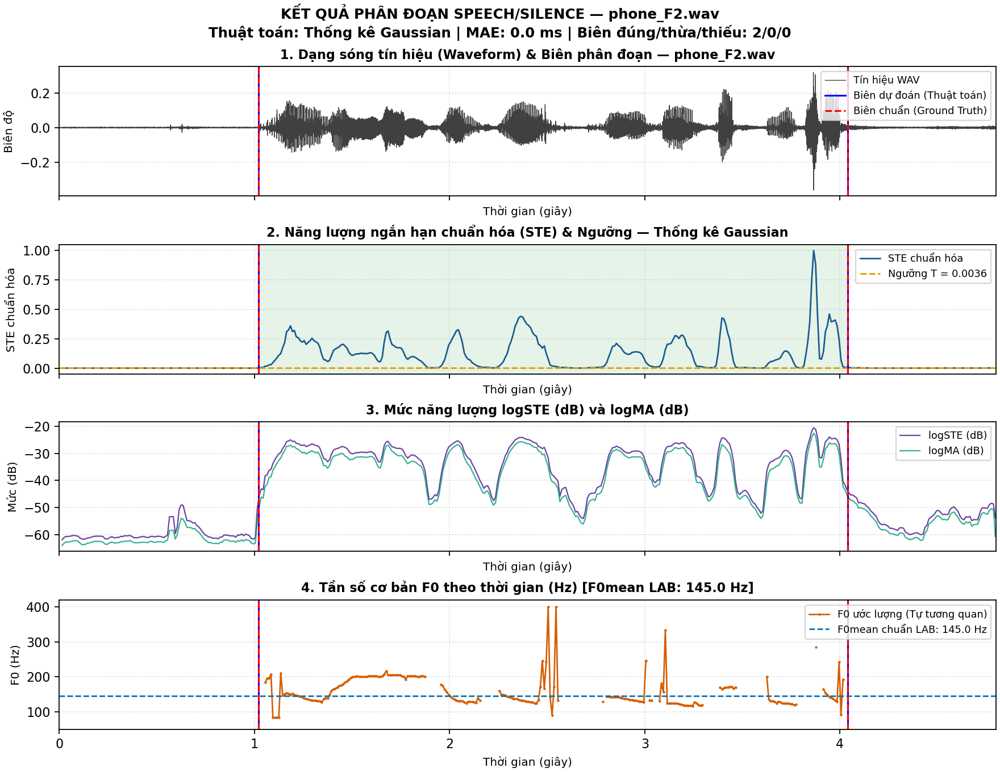 KẾT QUẢ PHÂN ĐOẠN SPEECH/SILENCE — phone_F2.wav
Thuật toán: Thống kê Gaussian | MAE: 0.0 ms | Biên đúng/thừa/thiếu: 2/0/0
1. Dạng sóng tín hiệu (Waveform) & Biên phân đoạn — phone_F2.wav
Biên độ
0.2
0.0
−0.2
Tín hiệu WAV
Biên dự đoán (Thuật toán)
Biên chuẩn (Ground Truth)
Thời gian (giây)
2. Năng lượng ngắn hạn chuẩn hóa (STE) & Ngưỡng — Thống kê Gaussian
STE chuẩn hóa
1.00
0.75
0.50
0.25
0.00
STE chuẩn hóa
Ngưỡng T = 0.0036
Thời gian (giây)
3. Mức năng lượng logSTE (dB) và logMA (dB)
Mức (dB)
−20
−30
−40
−50
−60
logSTE (dB)
logMA (dB)
Thời gian (giây)
4. Tần số cơ bản F0 theo thời gian (Hz) [F0mean LAB: 145.0 Hz]
F0 (Hz)
400
300
200
100
F0 ước lượng (Tự tương quan)
F0mean chuẩn LAB: 145.0 Hz
0 1 2 3 4
Thời gian (giây)